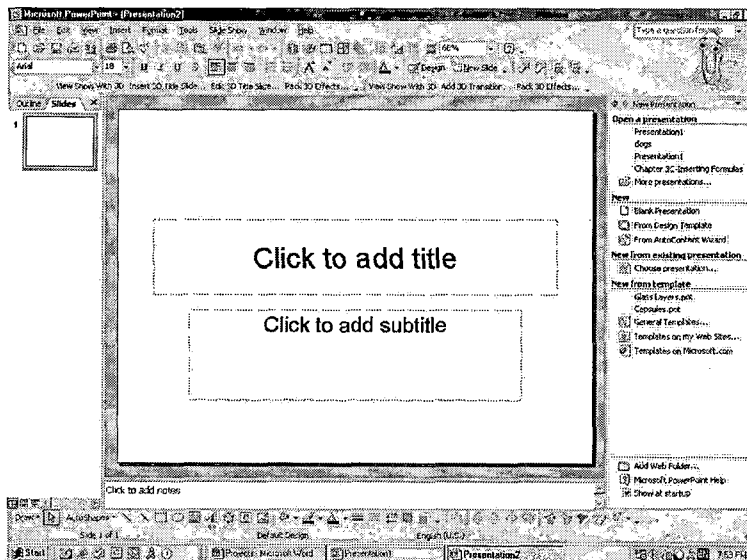 Microsoft PowerPoint - [Presentation2]
File Edit View Insert Format Tools Slide Show Window Help
Type a question for help
66%
Arial 18 B I U S Design New Slide
View Show With 3D Insert 3D Title Slide... Edit 3D Title Slide... Pack 3D Effects... View Show With 3D Add 3D Transition... Pack 3D Effects...
Outline Slides
1
Click to add title
Click to add subtitle
Click to add notes
New Presentation
Open a presentation
Presentation1
dogs
Presentation1
Chapter 3C-Inserting Formulas
More presentations...
New
Blank Presentation
From Design Template
From AutoContent Wizard
New from existing presentation
Choose presentation...
New from template
Glass Layers.pot
Capsules.pot
General Templates...
Templates on my Web Sites...
Templates on Microsoft.com
Add Web Folder...
Microsoft PowerPoint Help
Show at startup
Draw AutoShapes
Slide 1 of 1 Default Design English (U.S.)
Start Microsoft Word Presentation1 Presentation2